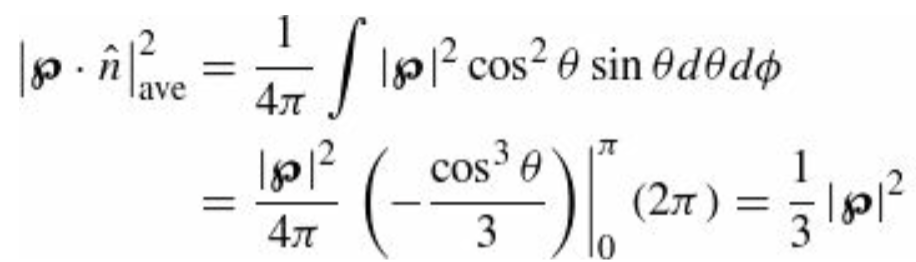 |℘ · n̂|²_ave = 1/4π ∫ |℘|² cos² θ sin θ dθ dϕ
= |℘|²/4π (−cos³ θ/3)|₀^π (2π) = 1/3 |℘|²